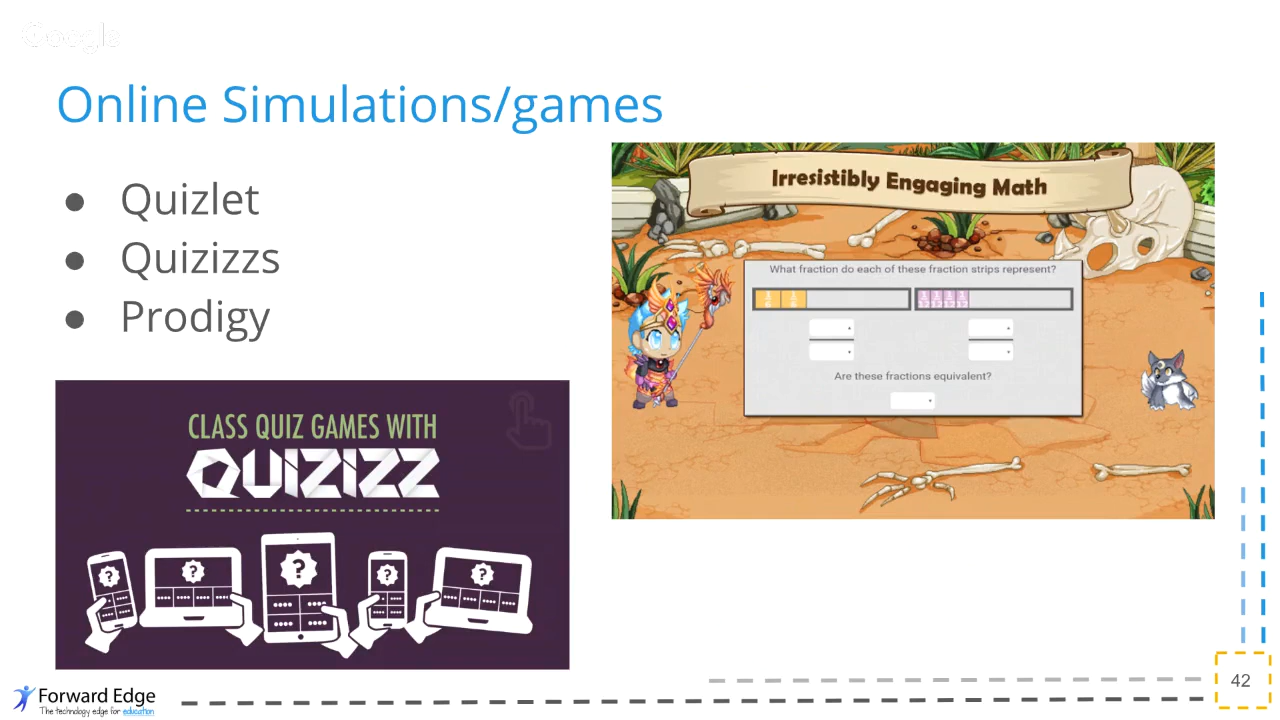 Google
Online Simulations/games
● Quizlet
● Quizizzs
● Prodigy
Irresistibly Engaging Math
What fraction do each of these fraction strips represent?
Are these fractions equivalent?
CLASS QUIZ GAMES WITH
QUIZIZZ
Forward Edge
The technology edge for education
42